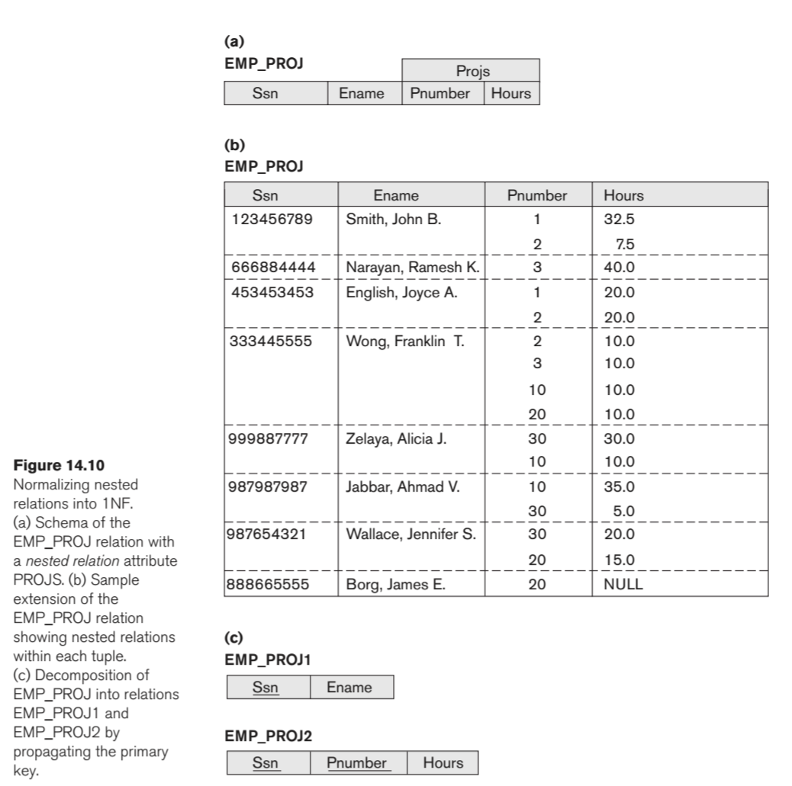 (a)
EMP_PROJ
Projs
Ssn Ename Pnumber Hours
(b)
EMP_PROJ
Ssn Ename Pnumber Hours
123456789 Smith, John B. 1 32.5
2 7.5
666884444 Narayan, Ramesh K. 3 40.0
453453453 English, Joyce A. 1 20.0
2 20.0
333445555 Wong, Franklin T. 2 10.0
3 10.0
10 10.0
20 10.0
999887777 Zelaya, Alicia J. 30 30.0
10 10.0
987987987 Jabbar, Ahmad V. 10 35.0
30 5.0
987654321 Wallace, Jennifer S. 30 20.0
20 15.0
888665555 Borg, James E. 20 NULL
(c)
EMP_PROJ1
Ssn Ename
EMP_PROJ2
Ssn Pnumber Hours
Figure 14.10
Normalizing nested
relations into 1NF.
(a) Schema of the
EMP_PROJ relation with
a nested relation attribute
PROJS. (b) Sample
extension of the
EMP_PROJ relation
showing nested relations
within each tuple.
(c) Decomposition of
EMP_PROJ into relations
EMP_PROJ1 and
EMP_PROJ2 by
propagating the primary
key.